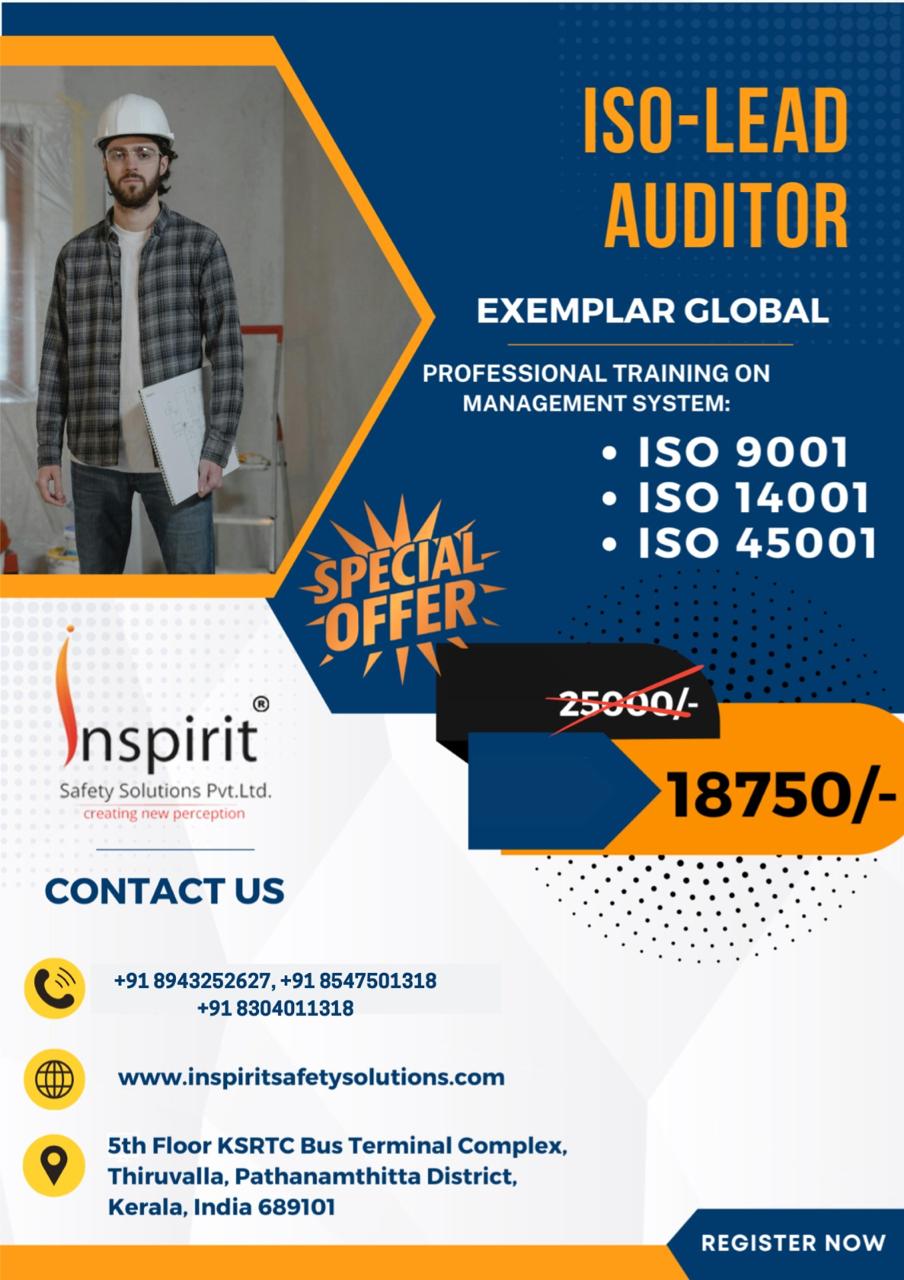 ISO-LEAD
AUDITOR
EXEMPLAR GLOBAL
PROFESSIONAL TRAINING ON
MANAGEMENT SYSTEM:
• ISO 9001
• ISO 14001
• ISO 45001
SPECIAL
OFFER
25000/-
18750/-
inspirit®
Safety Solutions Pvt.Ltd.
creating new perception
CONTACT US
+91 8943252627, +91 8547501318
+91 8304011318
www.inspiritsafetysolutions.com
5th Floor KSRTC Bus Terminal Complex,
Thiruvalla, Pathanamthitta District,
Kerala, India 689101
REGISTER NOW